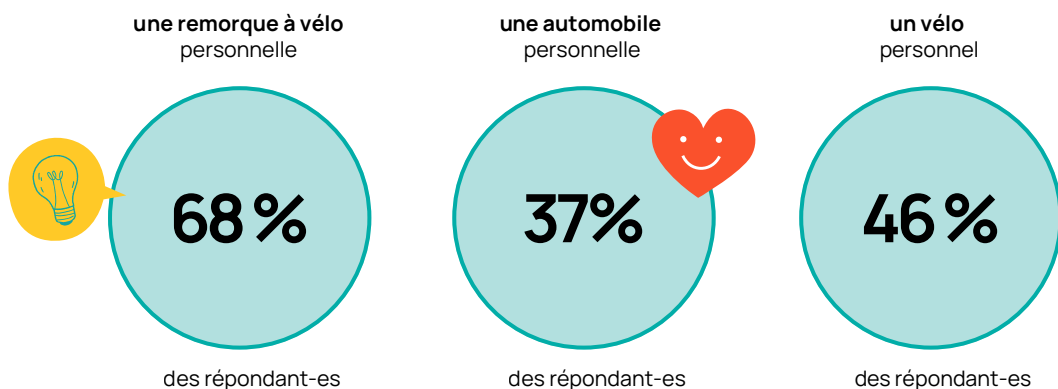 une remorque à vélo
personnelle
68 %
des répondant-es
une automobile
personnelle
37%
des répondant-es
un vélo
personnel
46 %
des répondant-es